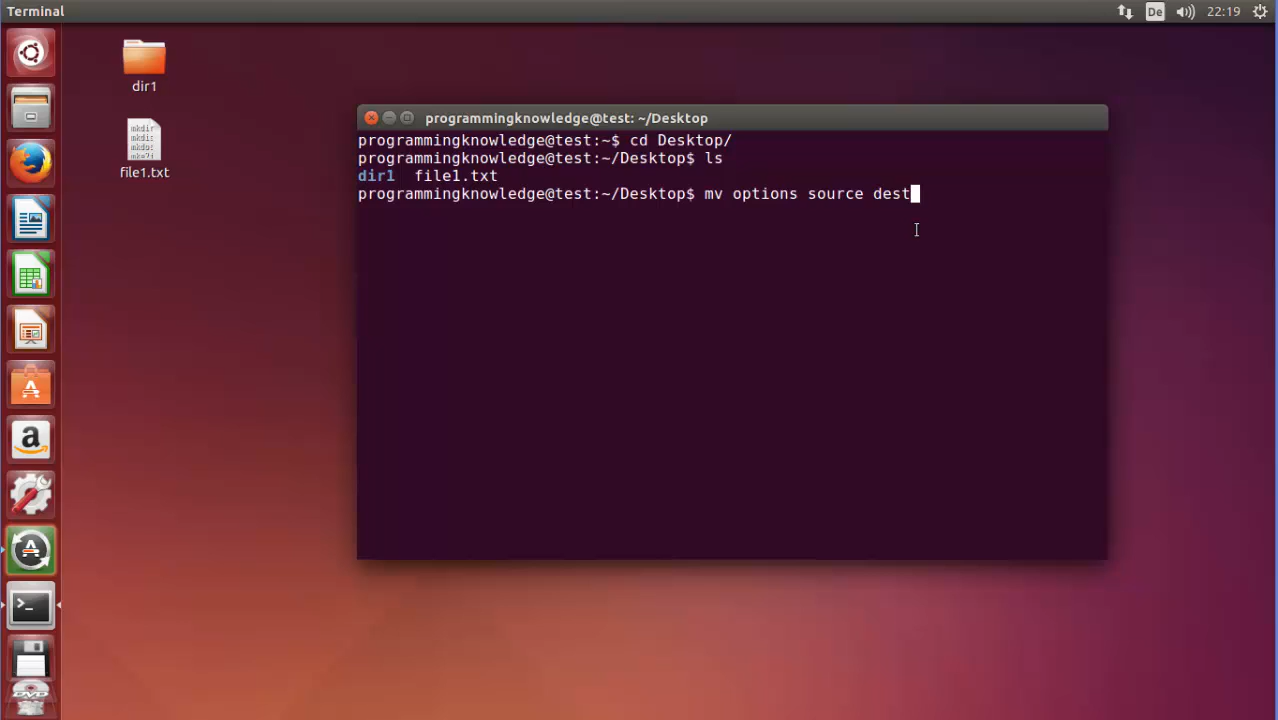 Terminal
De
22:19
dir1
file1.txt
programmingknowledge@test: ~/Desktop
programmingknowledge@test:~$ cd Desktop/
programmingknowledge@test:~/Desktop$ ls
dir1 file1.txt
programmingknowledge@test:~/Desktop$ mv options source dest